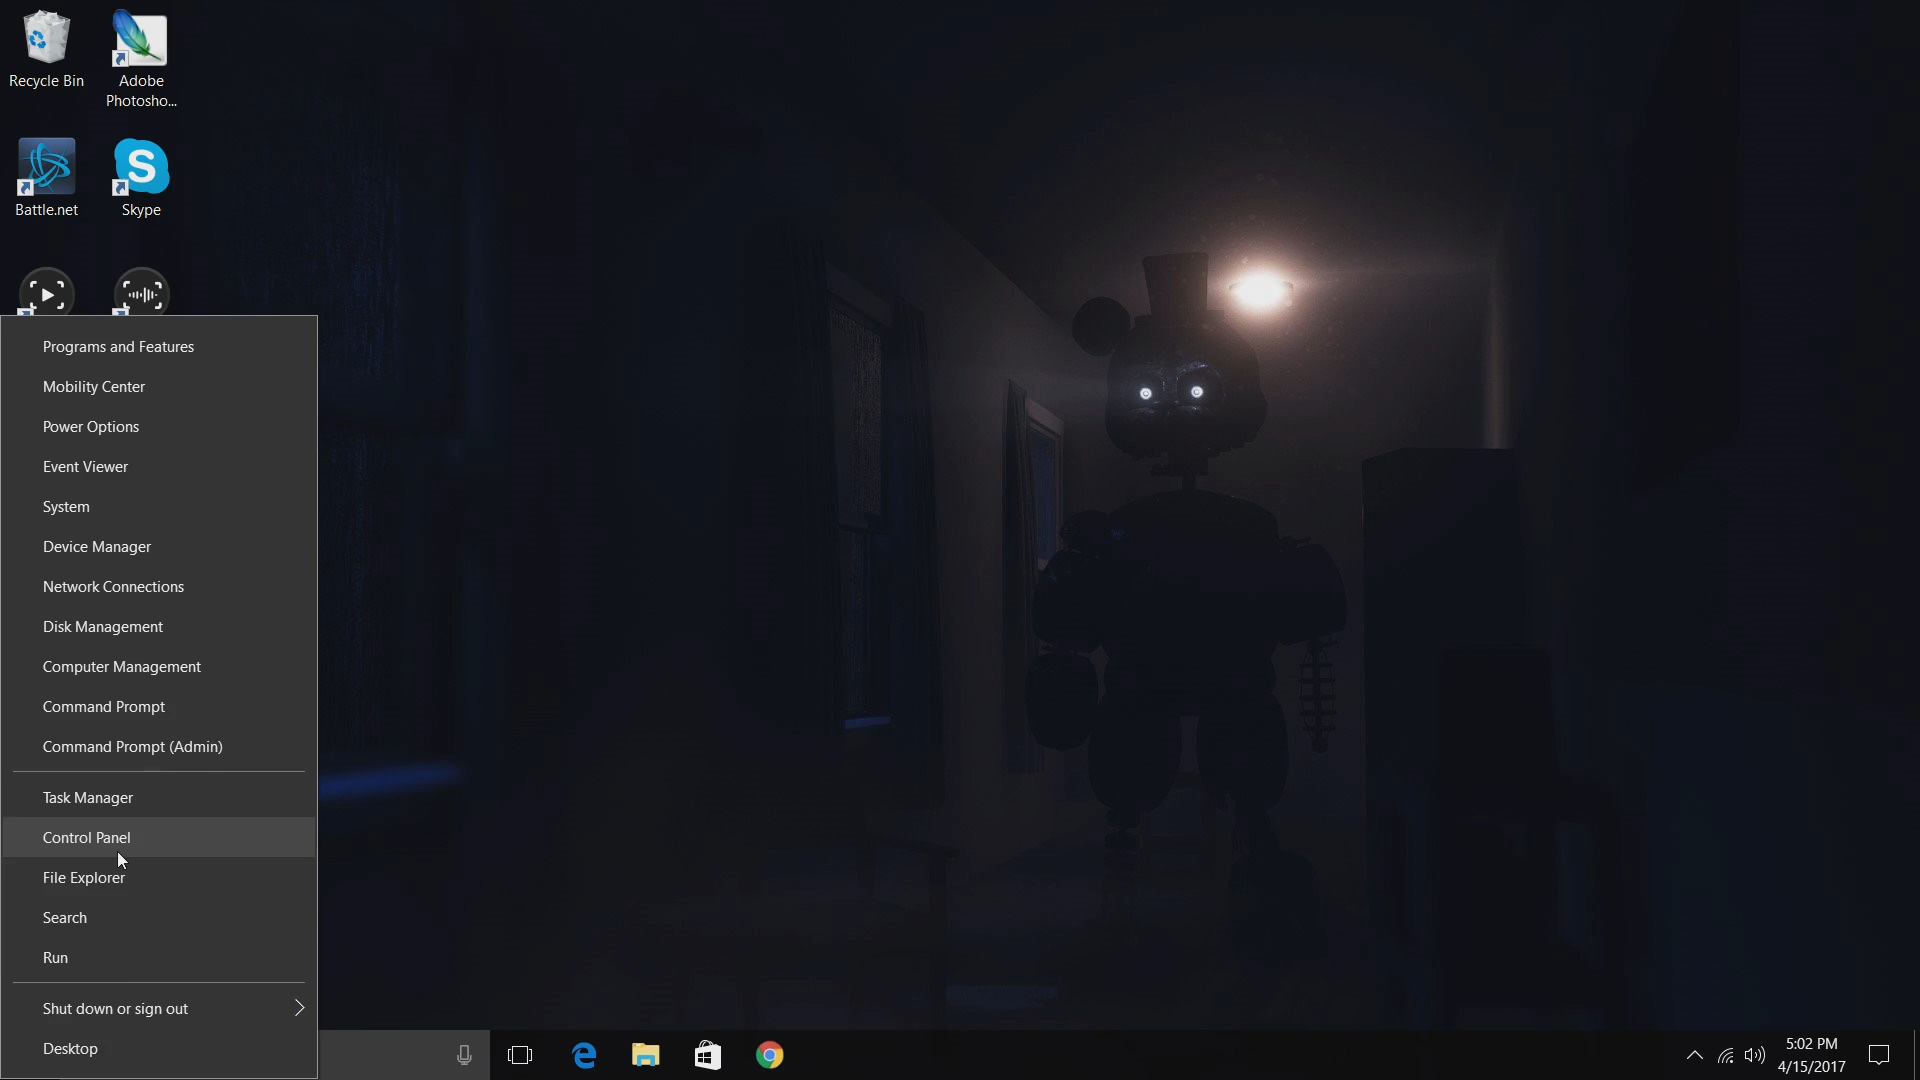 Recycle Bin
Adobe
Photosho...
Battle.net
Skype
Programs and Features
Mobility Center
Power Options
Event Viewer
System
Device Manager
Network Connections
Disk Management
Computer Management
Command Prompt
Command Prompt (Admin)
Task Manager
Control Panel
File Explorer
Search
Run
Shut down or sign out
Desktop
5:02 PM
4/15/2017